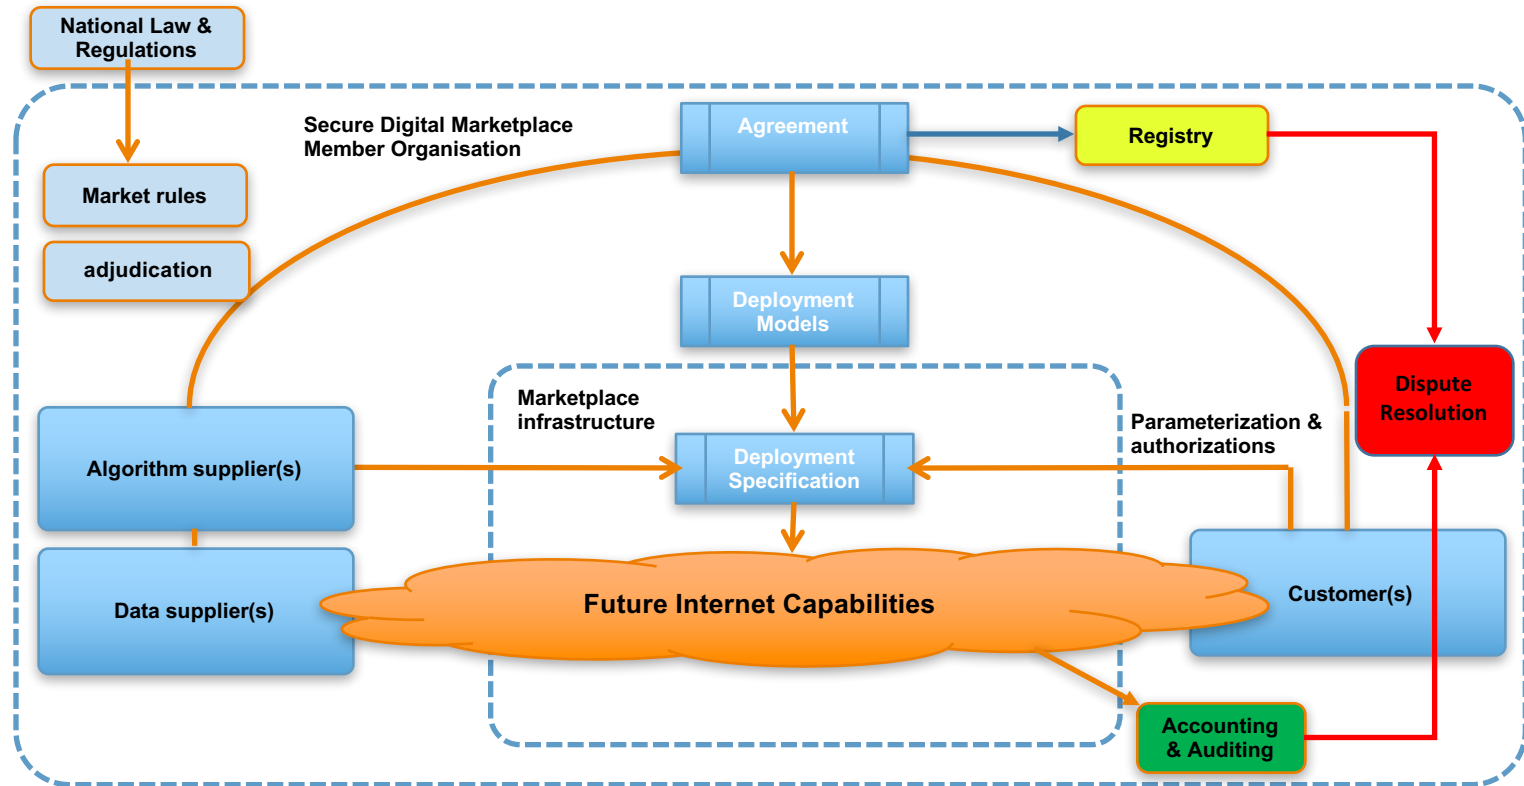 National Law &
Regulations
Secure Digital Marketplace
Member Organisation
Agreement
Registry
Market rules
adjudication
Deployment
Models
Marketplace
infrastructure
Parameterization &
authorizations
Dispute
Resolution
Algorithm supplier(s)
Deployment
Specification
Data supplier(s)
Future Internet Capabilities
Customer(s)
Accounting
& Auditing